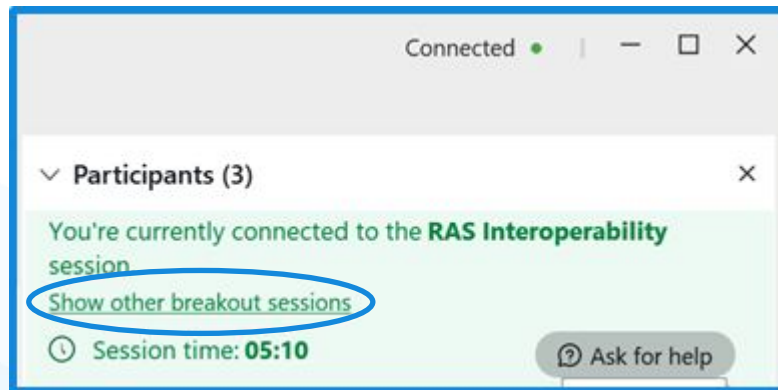 Connected
Participants (3)
You're currently connected to the RAS Interoperability
session
Show other breakout sessions
Session time: 05:10
Ask for help